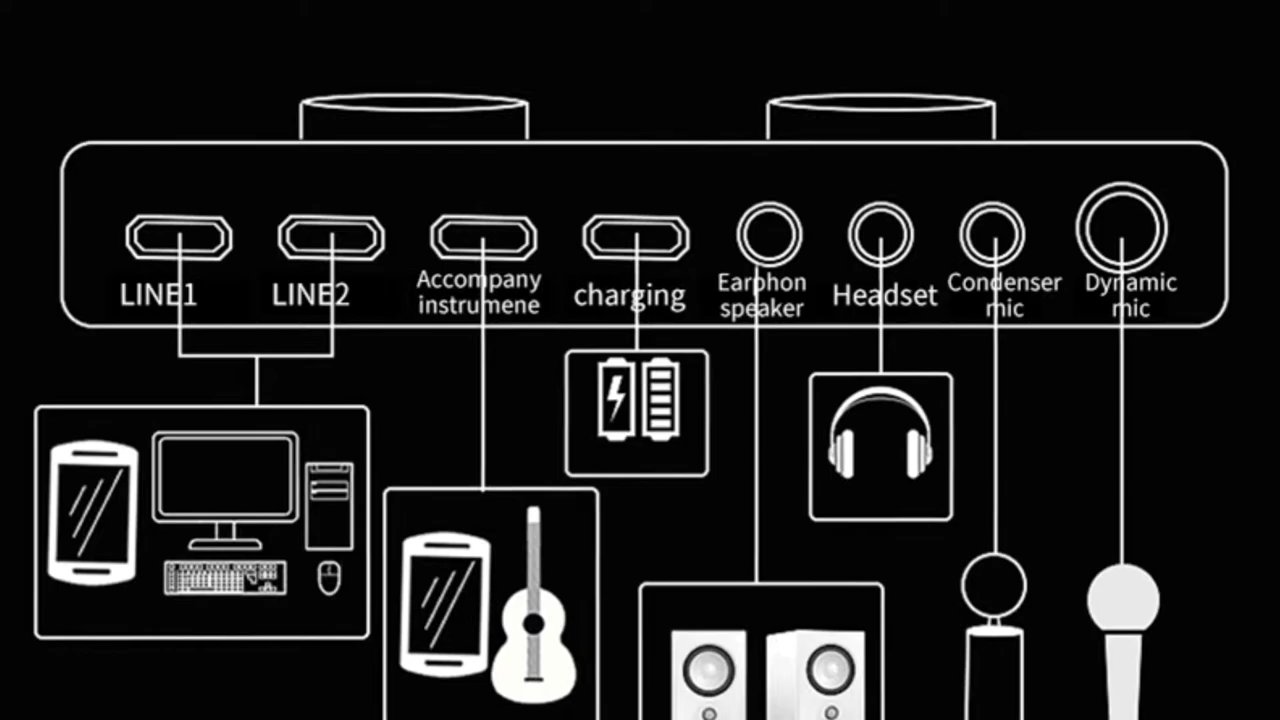 LINE1
LINE2
Accompany
instrumene
charging
Earphon
speaker
Headset
Condenser
mic
Dynamic
mic